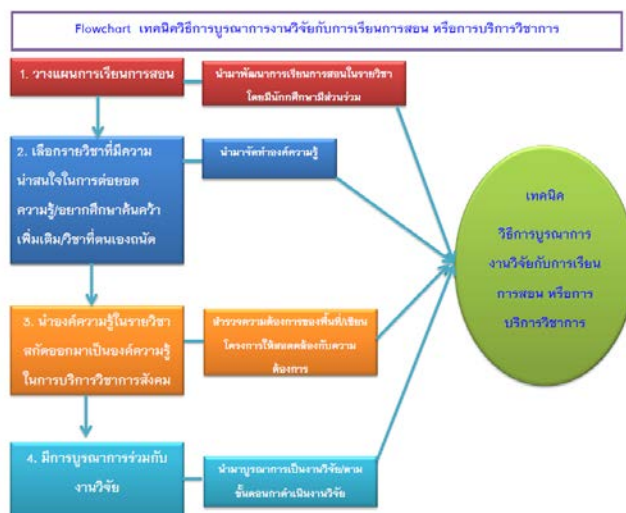 Flowchart เทคนิควิธีการบูรณาการงานวิจัยกับการเรียนการสอน หรือการบริการวิชาการ
1. วางแผนการเรียนการสอน
นำมาพัฒนาการเรียนการสอนในรายวิชา
โดยมีนักศึกษามีส่วนร่วม
2. เลือกรายวิชาที่มีความ
น่าสนใจในการต่อยอด
ความรู้/อยากศึกษาค้นคว้า
เพิ่มเติม/วิชาที่ตนเองถนัด
นำมาจัดทำองค์ความรู้
3. นำองค์ความรู้ในรายวิชา
สกัดออกมาเป็นองค์ความรู้
ในการบริการวิชาการสังคม
สำรวจความต้องการของพื้นที่/เขียน
โครงการให้สอดคล้องกับความ
ต้องการ
4. มีการบูรณาการร่วมกับ
งานวิจัย
นำมาบูรณาการเป็นงานวิจัย/ตาม
ขั้นตอนกาดำเนินงานวิจัย
เทคนิค
วิธีการบูรณาการ
งานวิจัยกับการเรียน
การสอน หรือการ
บริการวิชาการ